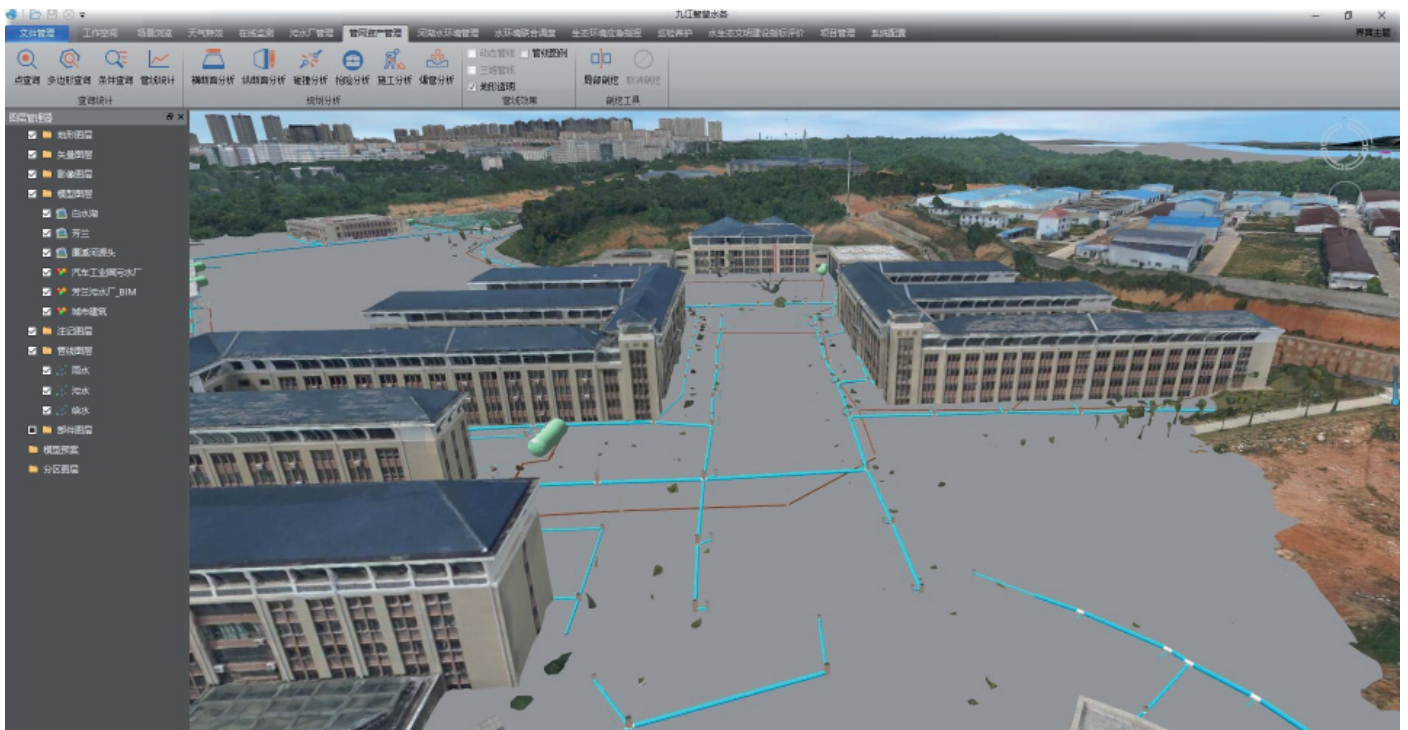 九江智慧水务
文件管理 工作空间 场景浏览 天气特效 在线监测 污水厂管理 管网资产管理 河湖水环境管理 水环境联合调度 生态环境应急指挥 巡检养护 水生态文明建设指标评价 项目管理 系统配置 界面主题
点查询 多边形查询 条件查询 管线统计 横断面分析 纵断面分析 碰撞分析 抢险分析 施工分析 爆管分析
动态管线 管线图例
三维管线
地形透明
局部剖挖 取消剖挖
查询统计 规划分析 管线效果 剖挖工具
图层管理器
地形图层
矢量图层
影像图层
模型图层
白水湖
芳兰
汽车工业园污水厂
芳兰污水厂_BIM
城市建筑
注记图层
管线图层
雨水
污水
给水
部件图层
模型预案
分区图层